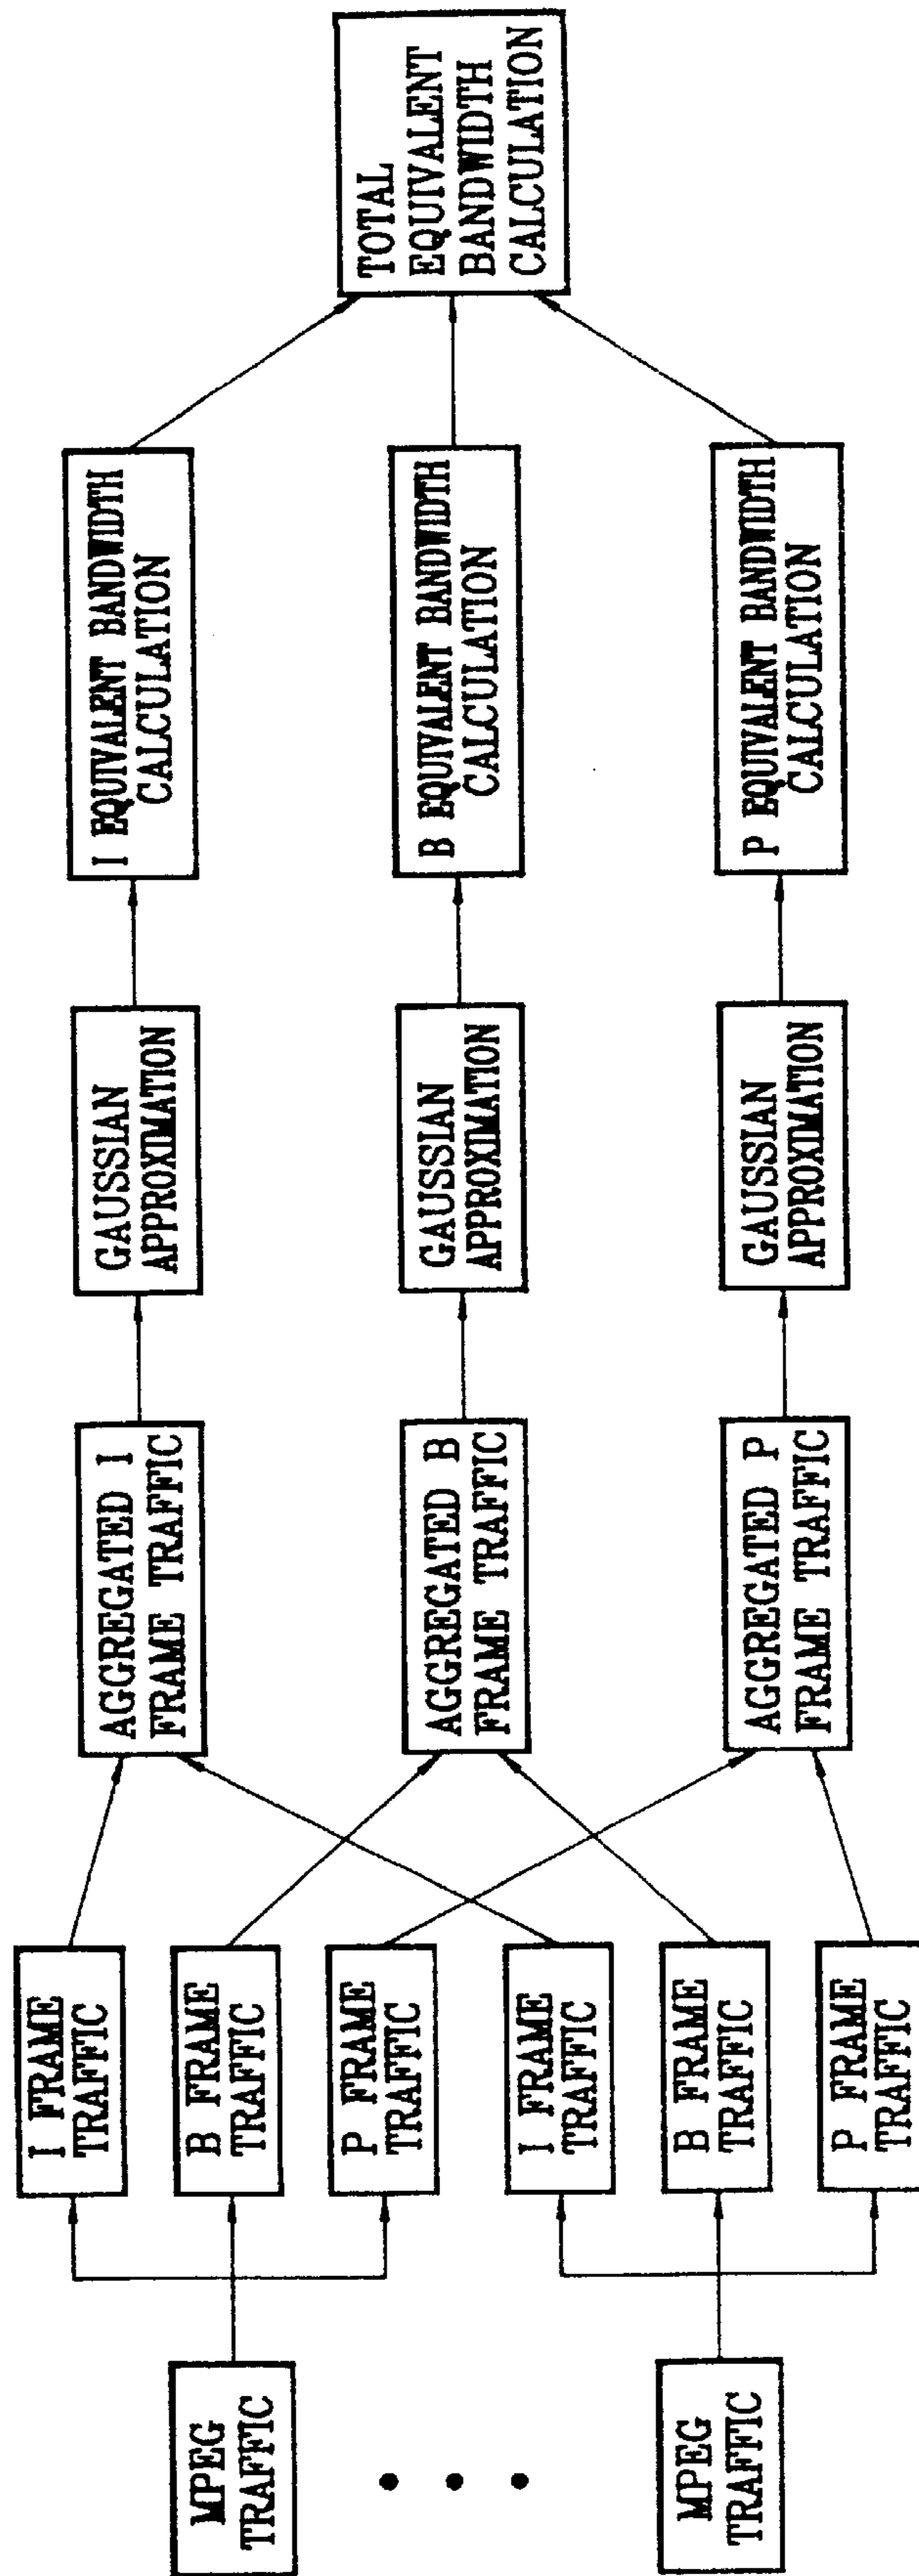 MPEG
TRAFFIC
MPEG
TRAFFIC
I FRAME
TRAFFIC
B FRAME
TRAFFIC
P FRAME
TRAFFIC
I FRAME
TRAFFIC
B FRAME
TRAFFIC
P FRAME
TRAFFIC
AGGREGATED I
FRAME TRAFFIC
AGGREGATED B
FRAME TRAFFIC
AGGREGATED P
FRAME TRAFFIC
GAUSSIAN
APPROXIMATION
GAUSSIAN
APPROXIMATION
GAUSSIAN
APPROXIMATION
I EQUIVALENT BANDWIDTH
CALCULATION
B EQUIVALENT BANDWIDTH
CALCULATION
P EQUIVALENT BANDWIDTH
CALCULATION
TOTAL
EQUIVALENT
BANDWIDTH
CALCULATION